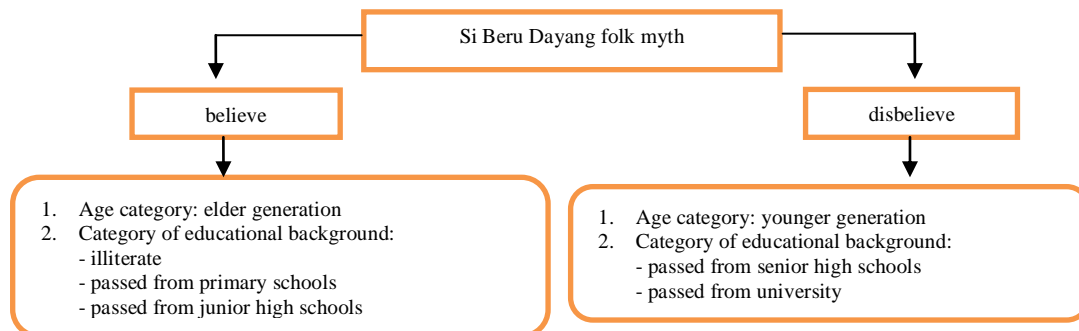 Si Beru Dayang folk myth
believe
disbelieve
1. Age category: elder generation
2. Category of educational background:
- illiterate
- passed from primary schools
- passed from junior high schools
1. Age category: younger generation
2. Category of educational background:
- passed from senior high schools
- passed from university